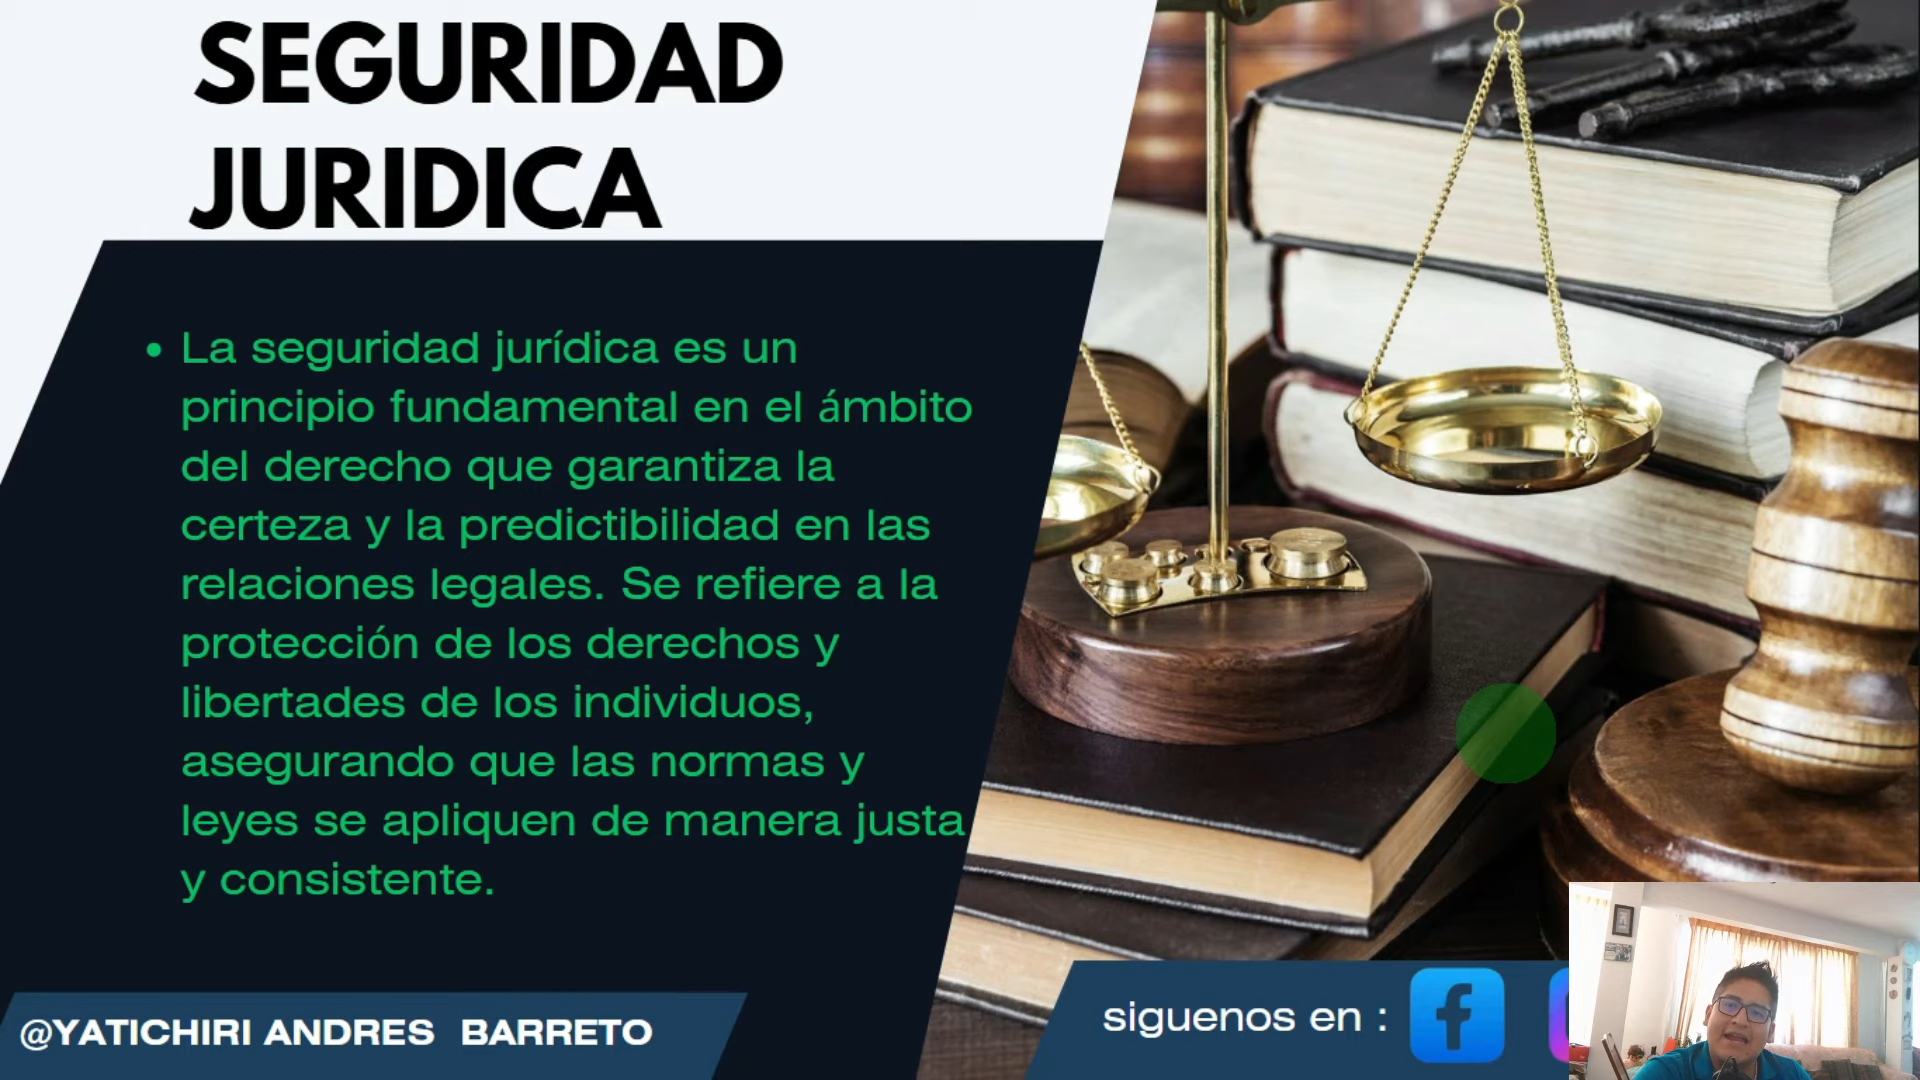 SEGURIDAD
JURIDICA
• La seguridad jurídica es un
principio fundamental en el ámbito
del derecho que garantiza la
certeza y la predictibilidad en las
relaciones legales. Se refiere a la
protección de los derechos y
libertades de los individuos,
asegurando que las normas y
leyes se apliquen de manera justa
y consistente.
@YATICHIRI ANDRES BARRETO
siguenos en :